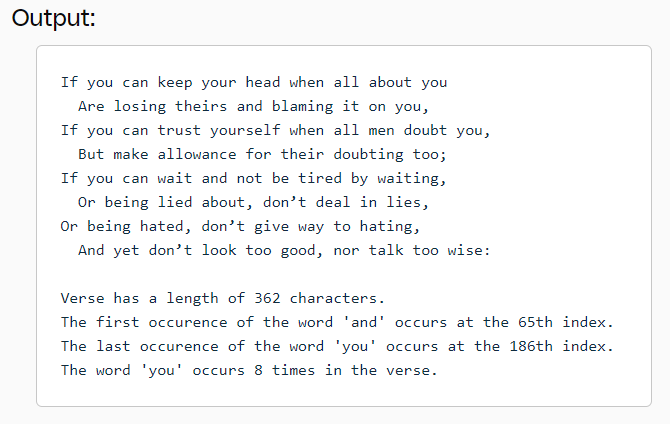 Output:
If you can keep your head when all about you
Are losing theirs and blaming it on you,
If you can trust yourself when all men doubt you,
But make allowance for their doubting too;
If you can wait and not be tired by waiting,
Or being lied about, don’t deal in lies,
Or being hated, don’t give way to hating,
And yet don’t look too good, nor talk too wise:
Verse has a length of 362 characters.
The first occurence of the word 'and' occurs at the 65th index.
The last occurence of the word 'you' occurs at the 186th index.
The word 'you' occurs 8 times in the verse.